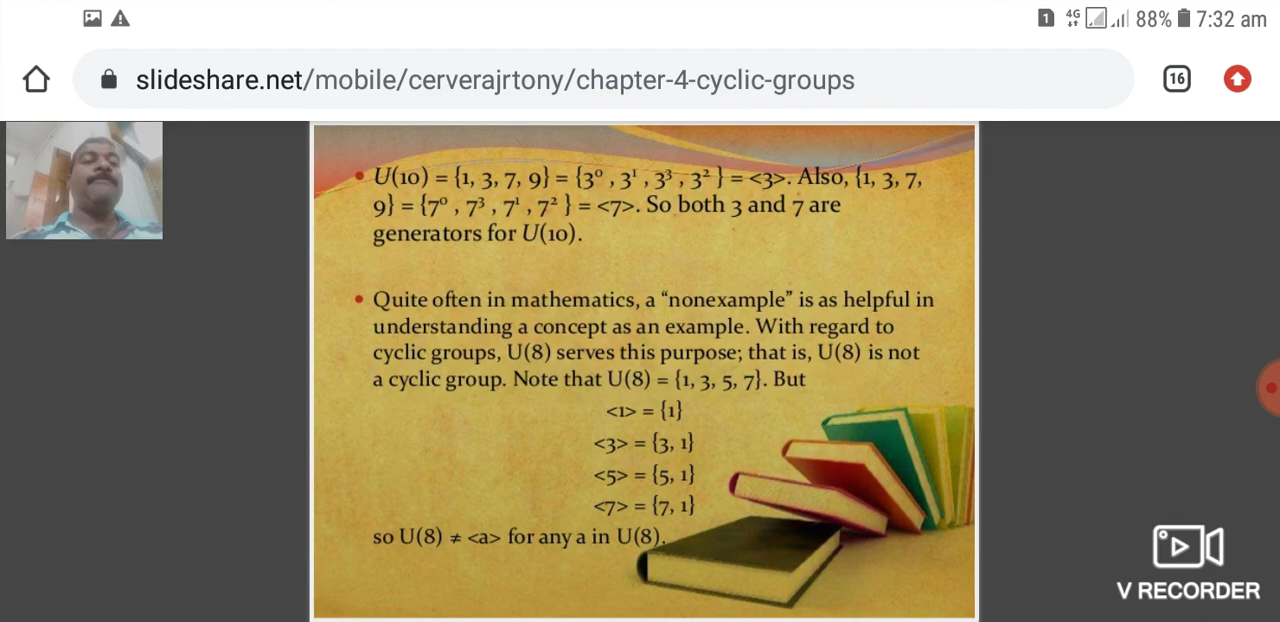 1 4G 88% 7:32 am
slideshare.net/mobile/cerverajrtony/chapter-4-cyclic-groups
16
• U(10) = {1, 3, 7, 9} = {3⁰ , 3¹ , 3³ , 3² } = <3>. Also, {1, 3, 7,
9} = {7⁰ , 7³ , 7¹ , 7² } = <7>. So both 3 and 7 are
generators for U(10).
• Quite often in mathematics, a “nonexample” is as helpful in
understanding a concept as an example. With regard to
cyclic groups, U(8) serves this purpose; that is, U(8) is not
a cyclic group. Note that U(8) = {1, 3, 5, 7}. But
<1> = {1}
<3> = {3, 1}
<5> = {5, 1}
<7> = {7, 1}
so U(8) ≠ <a> for any a in U(8).
V RECORDER